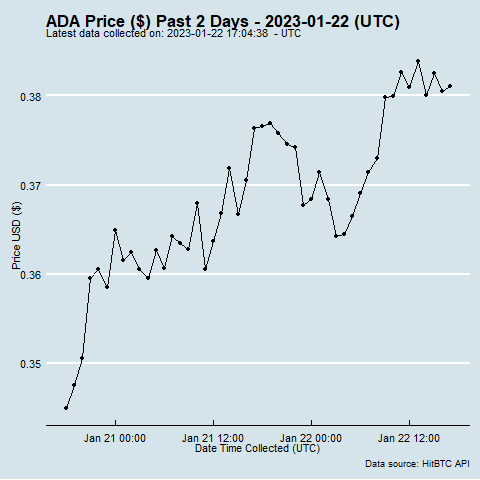 ADA Price ($) Past 2 Days - 2023-01-22 (UTC)
Latest data collected on: 2023-01-22 17:04:38 - UTC
0.38
0.37
0.36
0.35
Price USD ($)
Jan 21 00:00 Jan 21 12:00 Jan 22 00:00 Jan 22 12:00
Date Time Collected (UTC)
Data source: HitBTC API